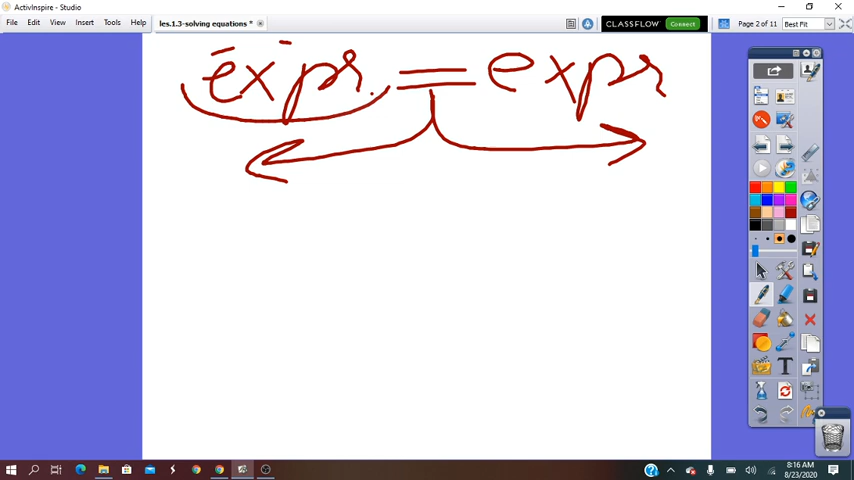 ActivInspire - Studio
File Edit View Insert Tools Help
les.1.3-solving equations *
CLASSFLOW Connect
Page 2 of 11
Best Fit
expr. = expr
T
8:16 AM
8/23/2020